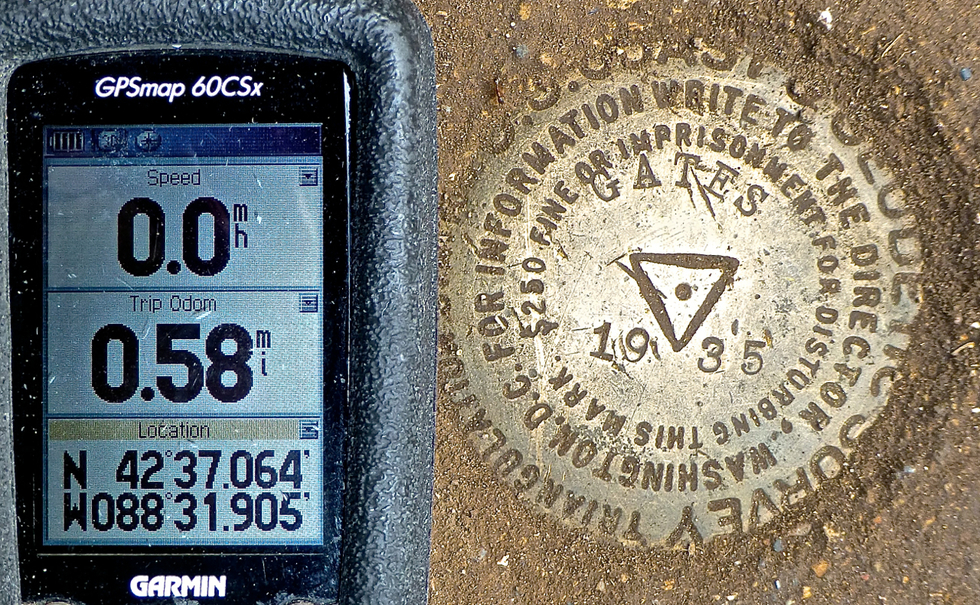 GPSmap 60CSx
Speed
0.0 mh
Trip Odom
0.58 mi
Location
N 42°37.064'
W088°31.905'
GARMIN
U.S. COAST & GEODETIC SURVEY
TRIANGULATION
FOR INFORMATION WRITE TO THE DIRECTOR, WASHINGTON, D.C.
$250 FINE OR IMPRISONMENT FOR DISTURBING THIS MARK.
GATES
1935